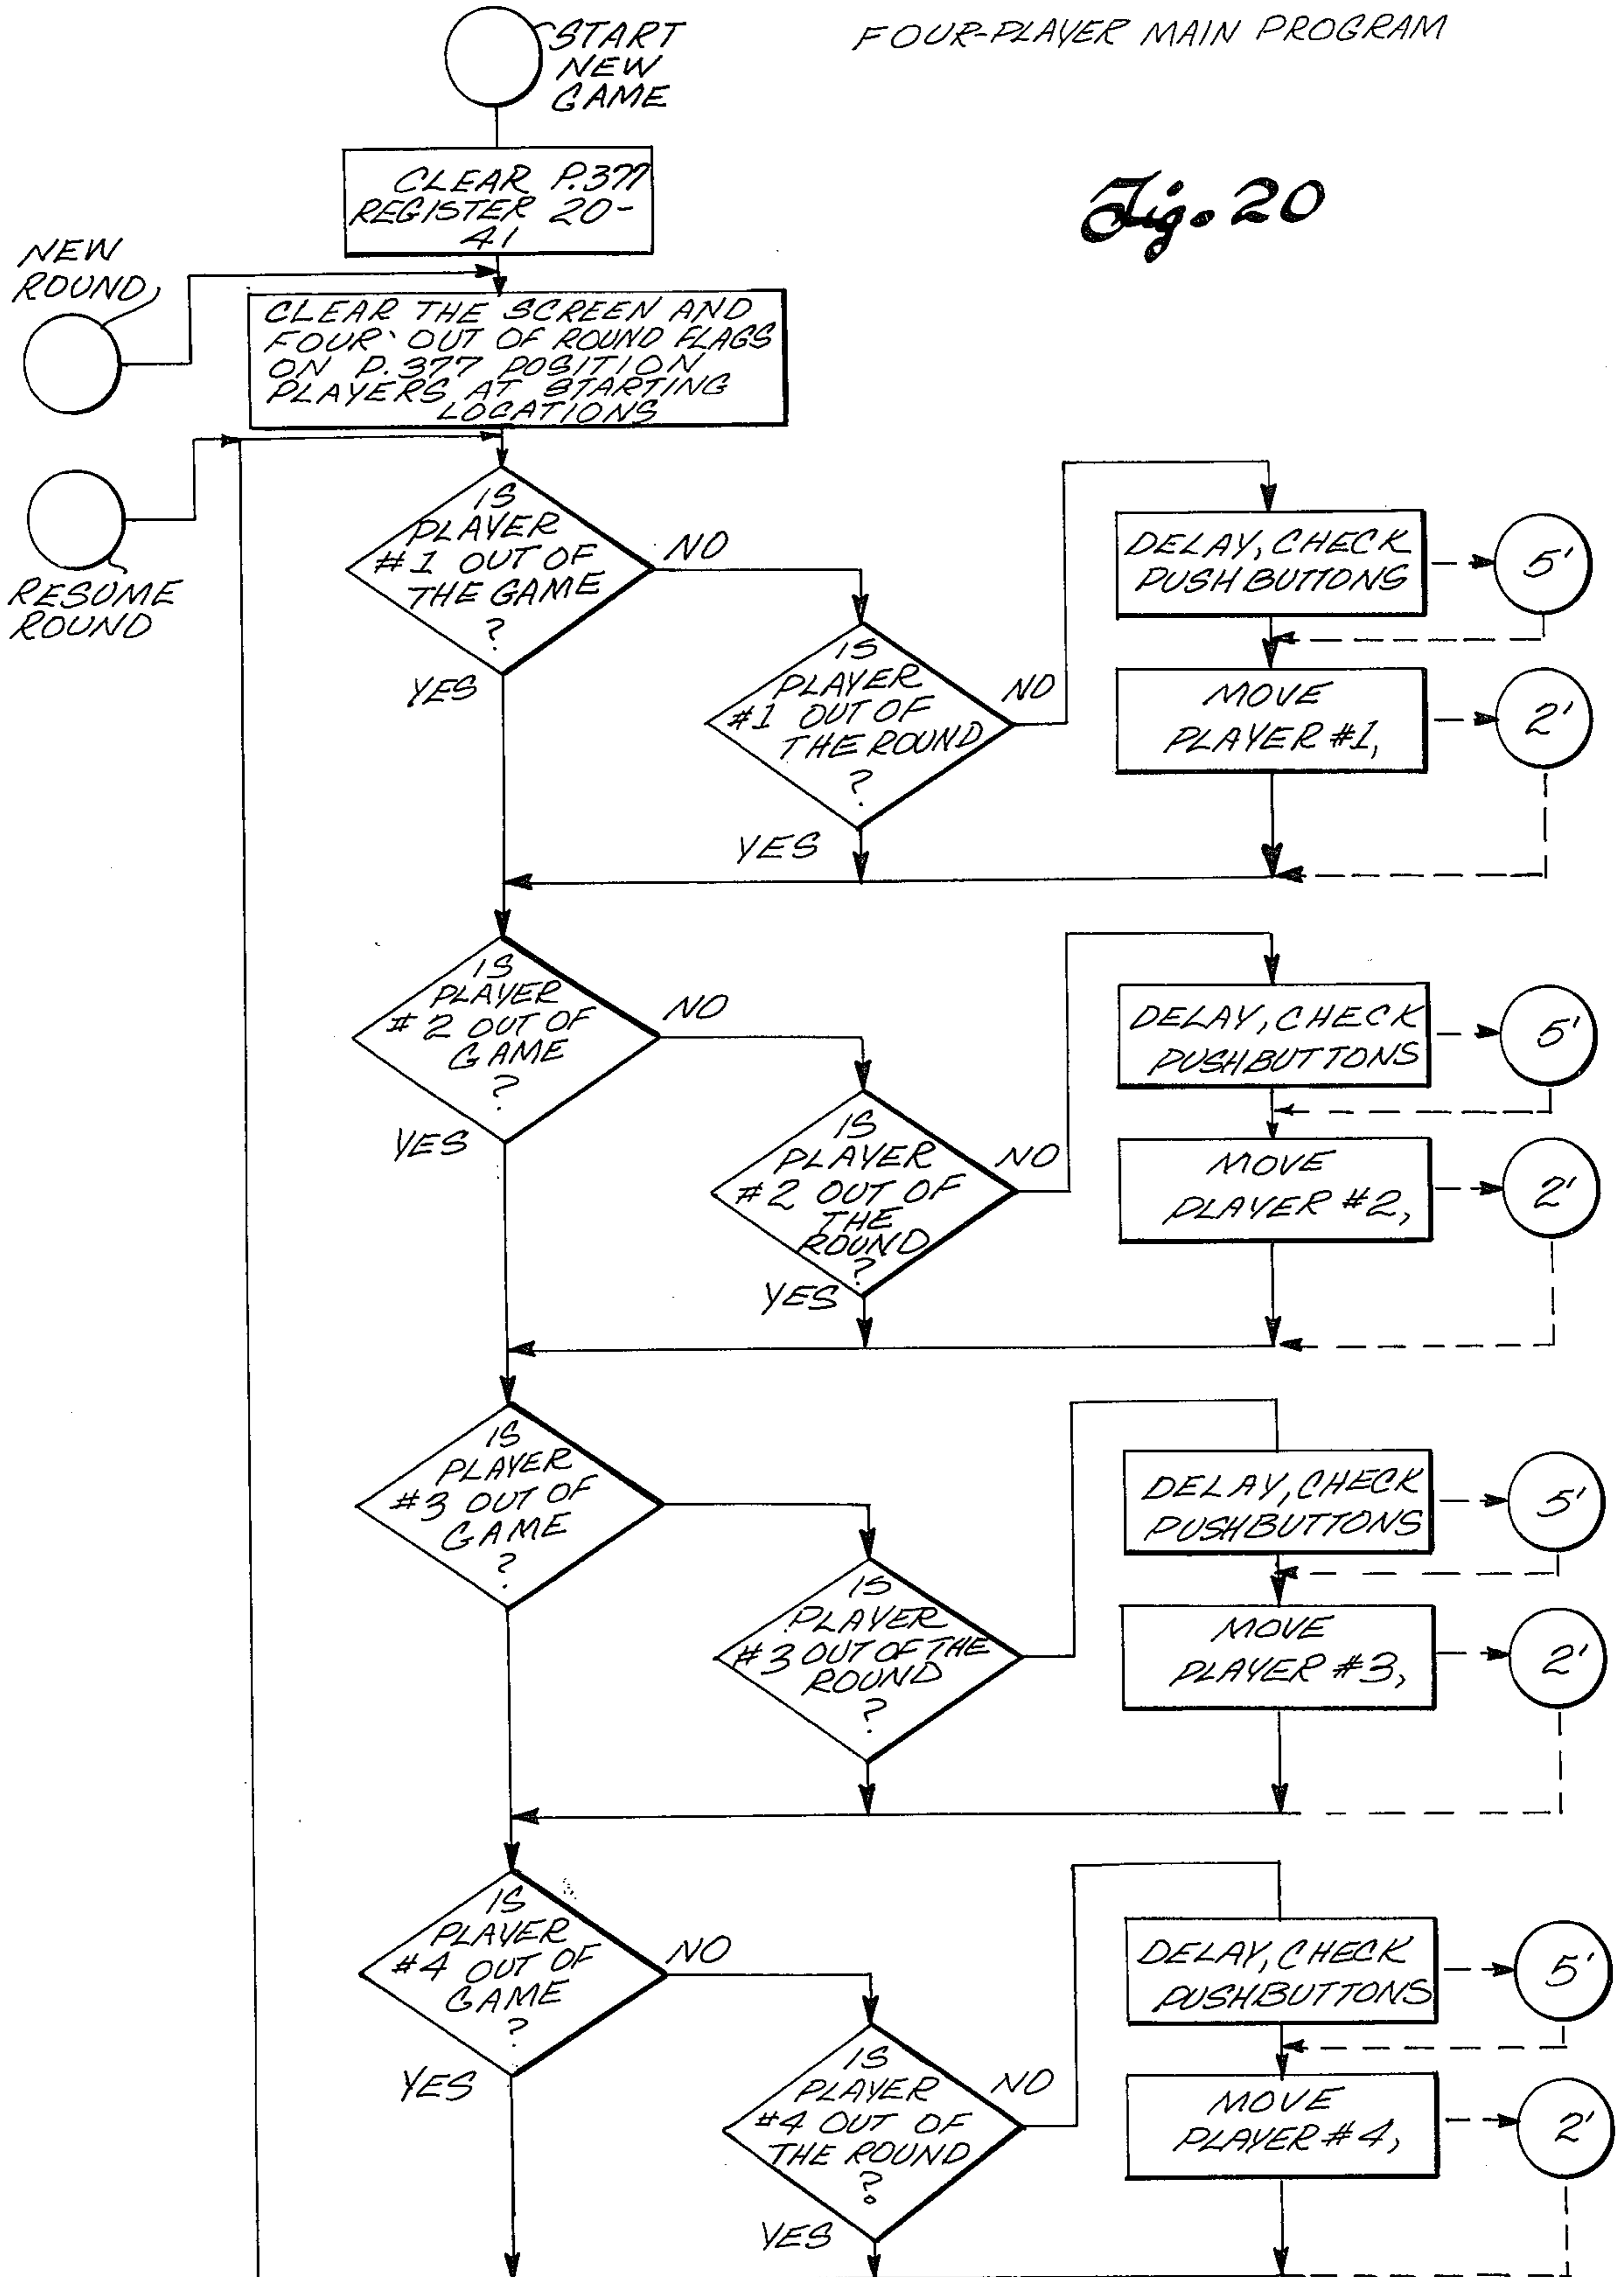 START
NEW
GAME
FOUR-PLAYER MAIN PROGRAM
Fig. 20
CLEAR P.377
REGISTER 20-
41
NEW
ROUND
CLEAR THE SCREEN AND
FOUR OUT OF ROUND FLAGS
ON P.377 POSITION
PLAYERS AT STARTING
LOCATIONS
RESUME
ROUND
IS
PLAYER
#1 OUT OF
THE GAME
?
NO
YES
IS
PLAYER
#1 OUT OF
THE ROUND
?
NO
YES
DELAY, CHECK
PUSHBUTTONS
5'
MOVE
PLAYER #1,
2'
IS
PLAYER
#2 OUT OF
GAME
?
NO
YES
IS
PLAYER
#2 OUT OF
THE
ROUND
?
NO
YES
DELAY, CHECK
PUSHBUTTONS
5'
MOVE
PLAYER #2,
2'
IS
PLAYER
#3 OUT OF
GAME
?
IS
PLAYER
#3 OUT OF THE
ROUND
?
DELAY, CHECK
PUSHBUTTONS
5'
MOVE
PLAYER #3,
2'
IS
PLAYER
#4 OUT OF
GAME
?
NO
YES
IS
PLAYER
#4 OUT OF
THE ROUND
?
NO
YES
DELAY, CHECK
PUSHBUTTONS
5'
MOVE
PLAYER #4,
2'